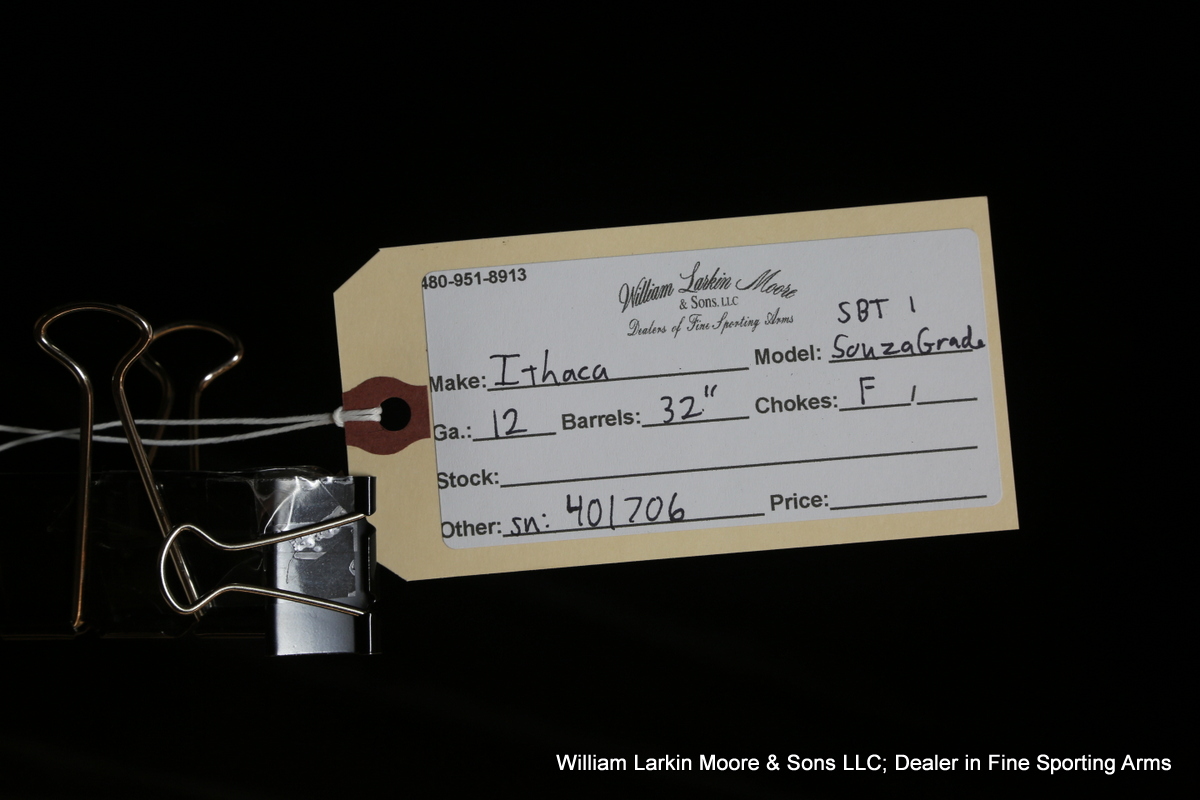 480-951-8913
William Larkin Moore
& Sons, LLC
Dealers of Fine Sporting Arms
SBT 1
Make: Ithaca Model: SouzaGrade
Ga.: 12 Barrels: 32" Chokes: F /
Stock:
Other: sn: 401706 Price:
William Larkin Moore & Sons LLC; Dealer in Fine Sporting Arms